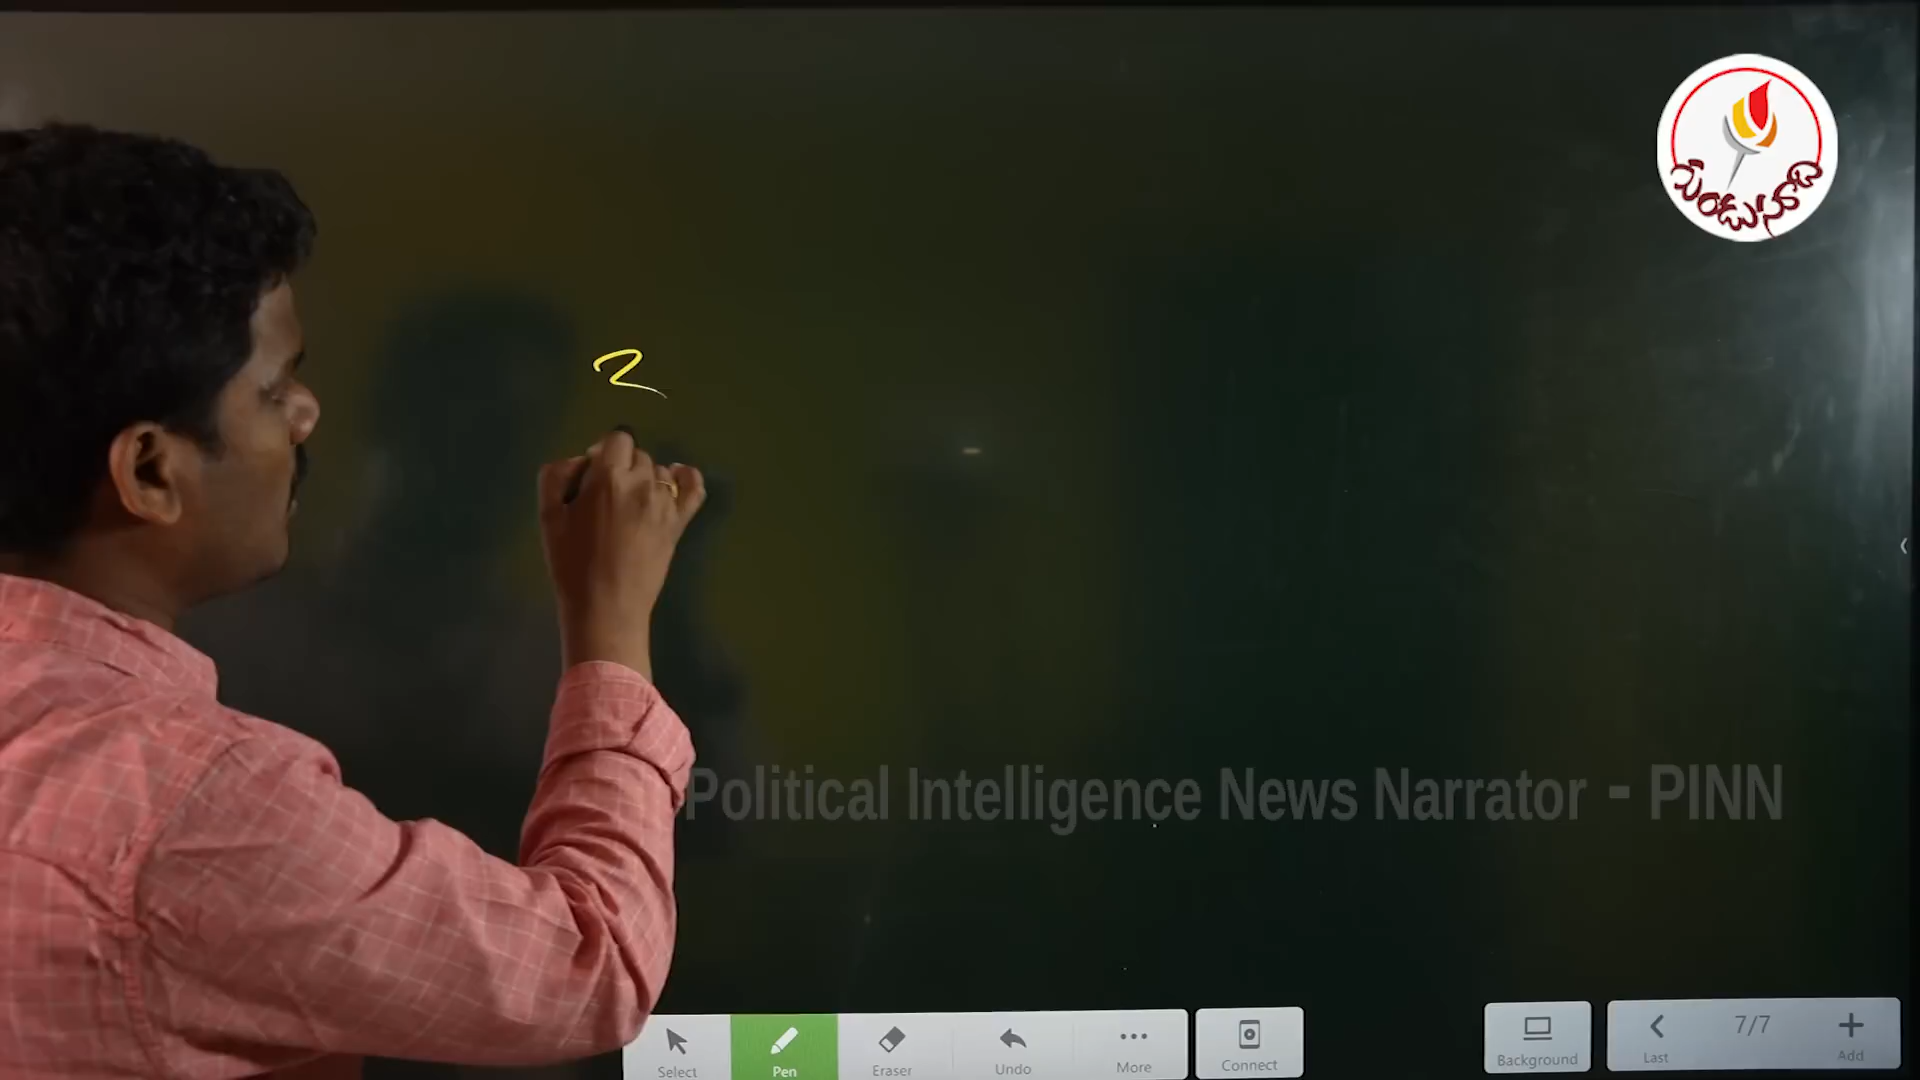 పెండుసూది
2
Political Intelligence News Narrator - PINN
Select
Pen
Eraser
Undo
More
Connect
Background
Last
7/7
Add